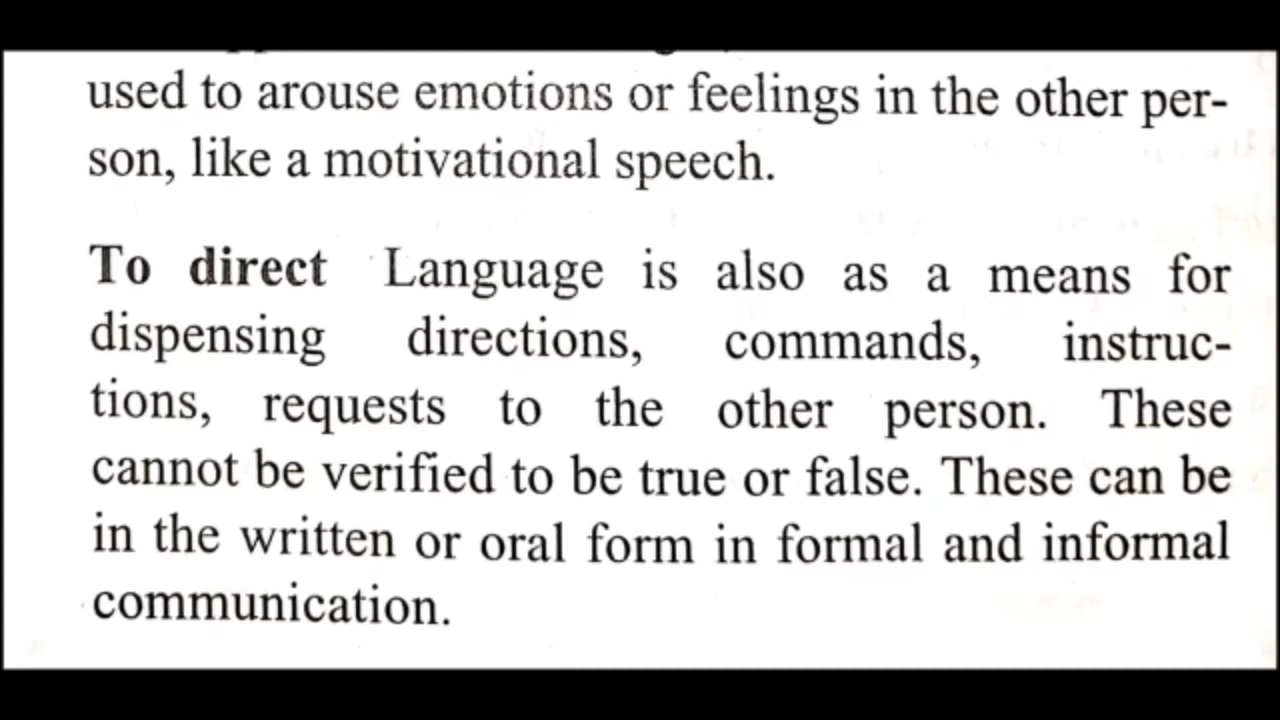 used to arouse emotions or feelings in the other per-
son, like a motivational speech.
To direct Language is also as a means for
dispensing directions, commands, instruc-
tions, requests to the other person. These
cannot be verified to be true or false. These can be
in the written or oral form in formal and informal
communication.